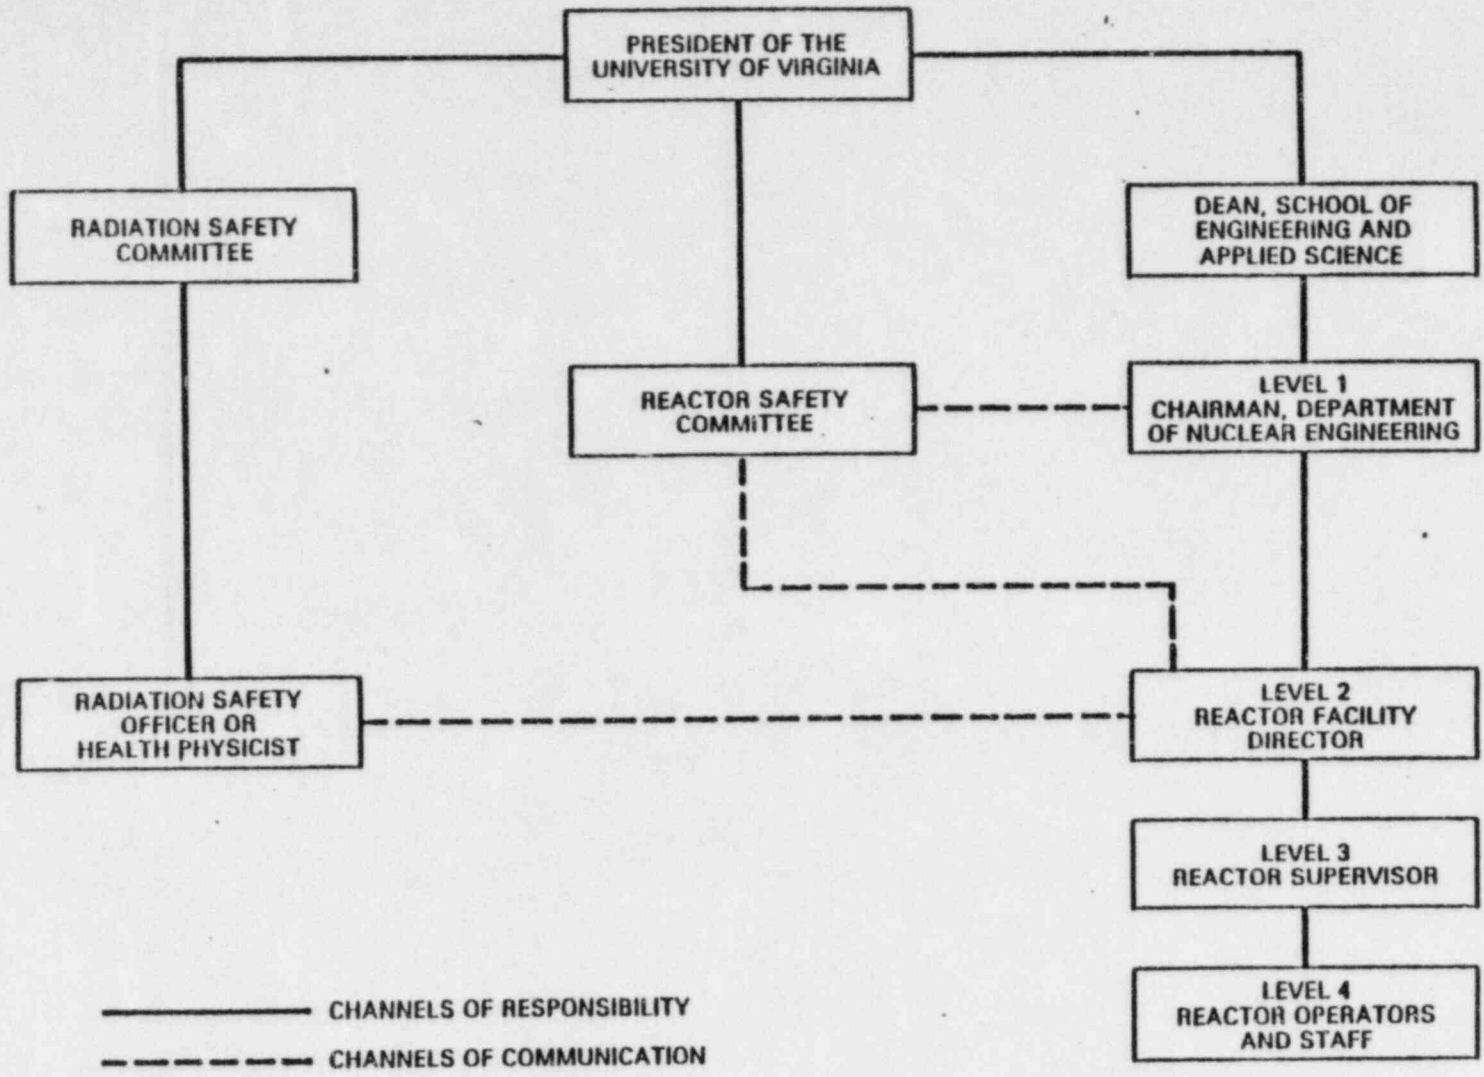 PRESIDENT OF THE
UNIVERSITY OF VIRGINIA
RADIATION SAFETY
COMMITTEE
DEAN, SCHOOL OF
ENGINEERING AND
APPLIED SCIENCE
REACTOR SAFETY
COMMITTEE
LEVEL 1
CHAIRMAN, DEPARTMENT
OF NUCLEAR ENGINEERING
RADIATION SAFETY
OFFICER OR
HEALTH PHYSICIST
LEVEL 2
REACTOR FACILITY
DIRECTOR
LEVEL 3
REACTOR SUPERVISOR
LEVEL 4
REACTOR OPERATORS
AND STAFF
CHANNELS OF RESPONSIBILITY
CHANNELS OF COMMUNICATION